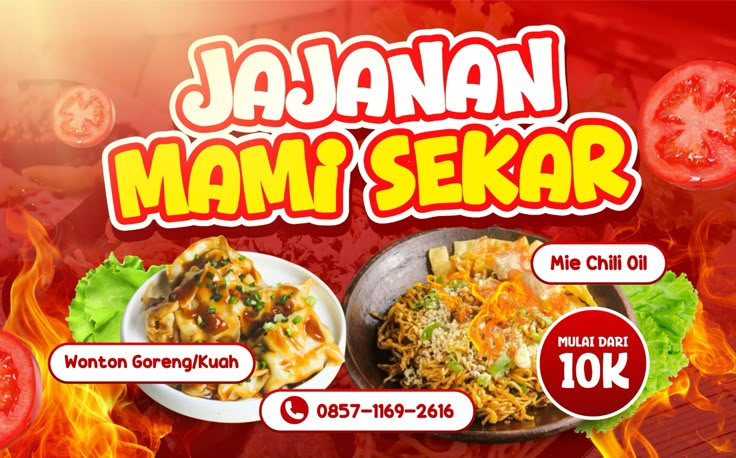 JAJANAN
MAMi SEKAR
Mie Chili Oil
MULAI DARI
10K
Wonton Goreng/Kuah
0857-1169-2616